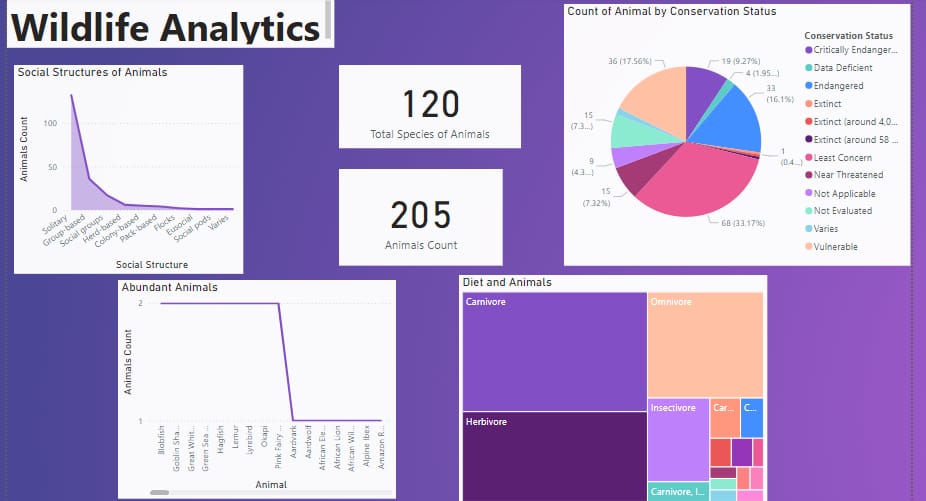 Wildlife Analytics
Social Structures of Animals
Animals Count
100
50
0
Solitary
Group-based
Social groups
Herd-based
Colony-based
Pack-based
Flocks
Eusocial
Social pods
Varies
Social Structure
120
Total Species of Animals
205
Animals Count
Count of Animal by Conservation Status
36 (17.56%)
19 (9.27%)
4 (1.95...)
33
(16.1%)
1
(0.4...)
68 (33.17%)
15
(7.32%)
9
(4.3...)
15
(7.3...)
Conservation Status
Critically Endanger...
Data Deficient
Endangered
Extinct
Extinct (around 4,0...
Extinct (around 58 ...
Least Concern
Near Threatened
Not Applicable
Not Evaluated
Varies
Vulnerable
Abundant Animals
Animals Count
2
1
Blobfish
Goblin Sha...
Great Whit...
Green Sea ...
Hagfish
Lemur
Lyrebird
Okapi
Pink Fairy ...
Aardvark
Aardwolf
African Ele...
African Lion
African Wil...
Alpine Ibex
Amazon R...
Animal
Diet and Animals
Carnivore
Omnivore
Herbivore
Insectivore
Car...
C...
Carnivore, I...